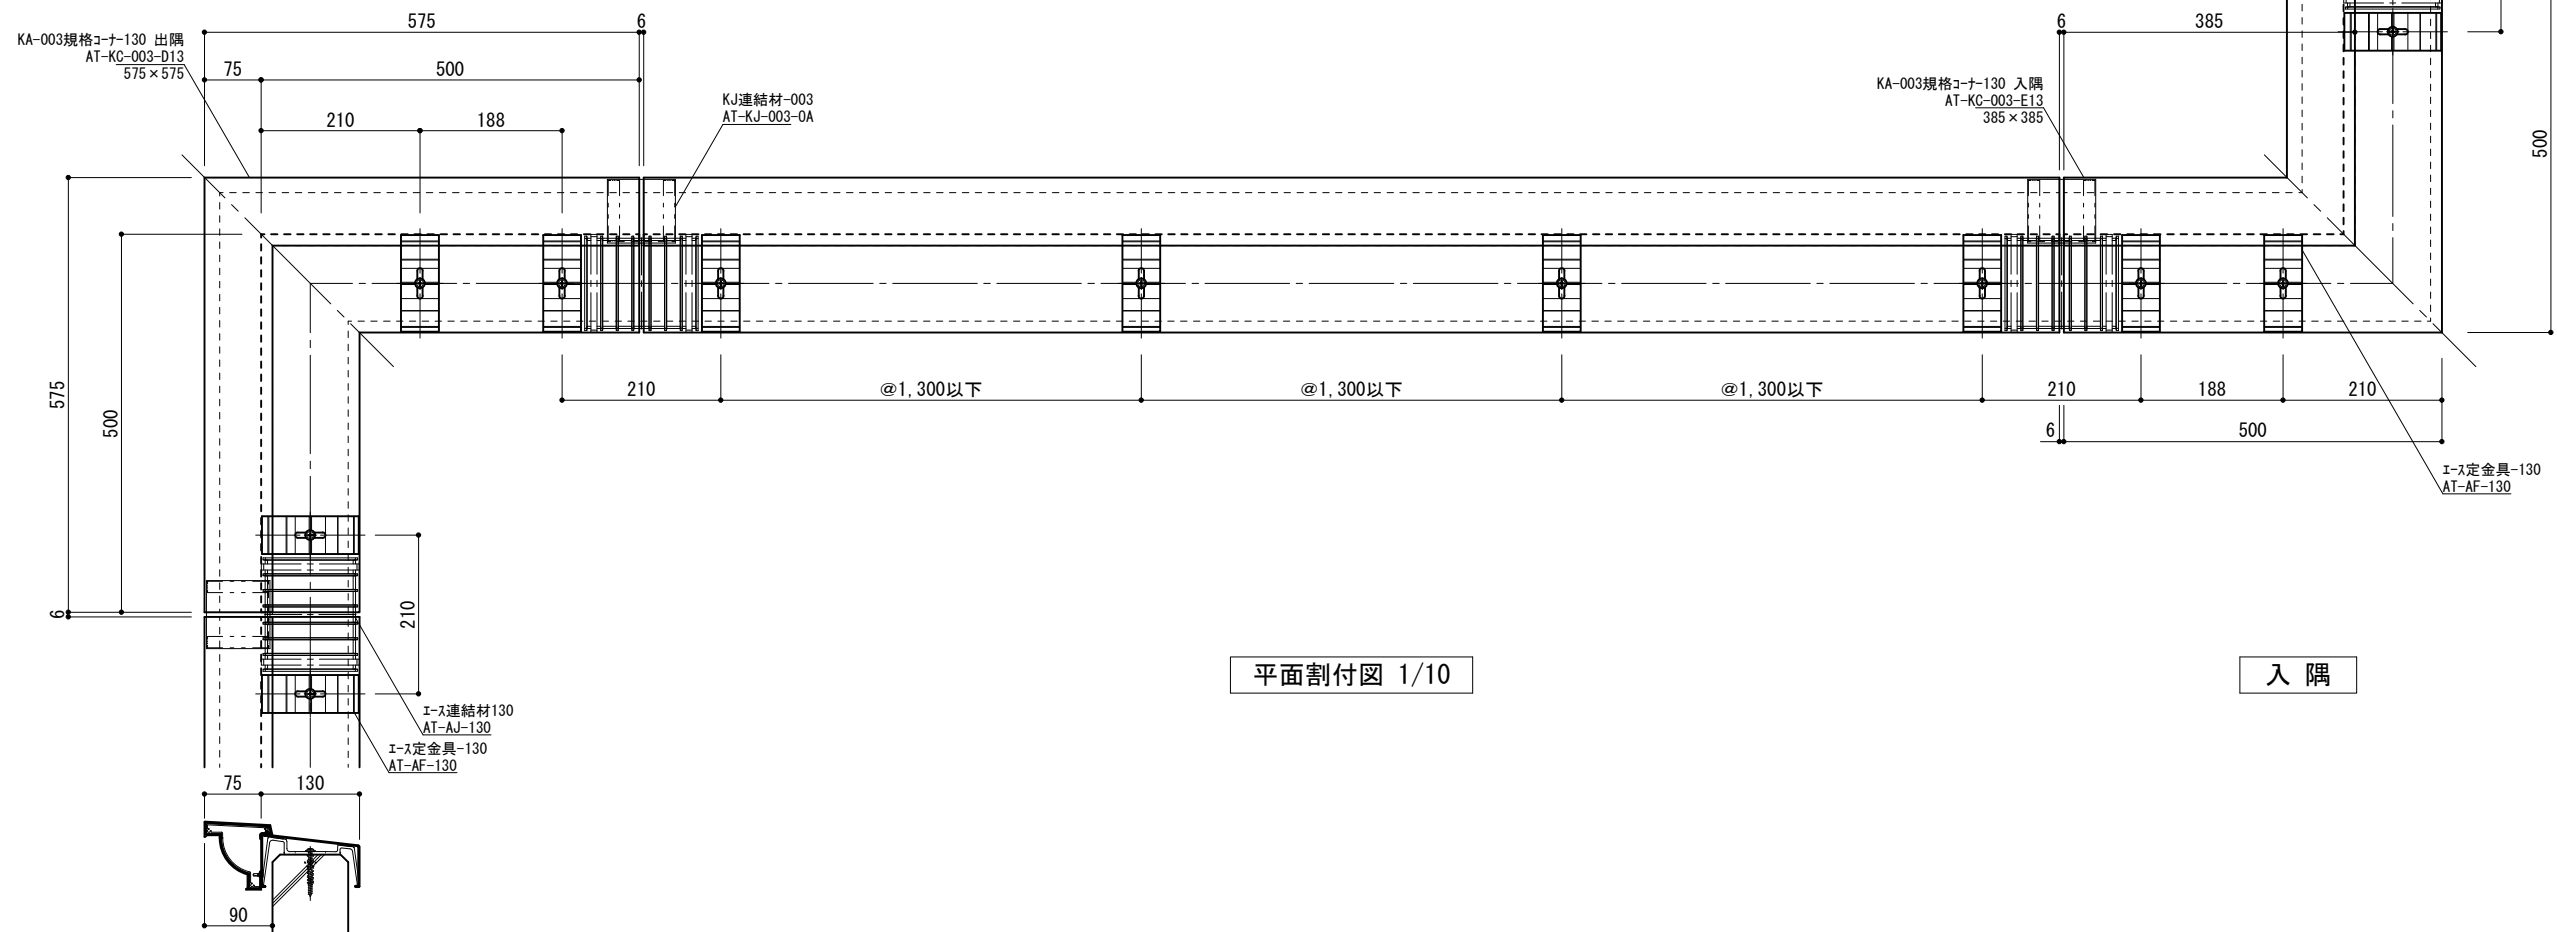 575
6
6
385
KA-003規格ｺｰﾅｰ130 出隅
AT-KC-003-D13
575×575
75
500
KA-003規格ｺｰﾅｰ130 入隅
AT-KC-003-E13
385×385
KJ連結材-003
AT-KJ-003-0A
210
188
500
575
500
6
210
@1,300以下
@1,300以下
@1,300以下
210
188
210
6
500
ｴｰｽ定金具-130
AT-AF-130
210
平面割付図 1/10
入 隅
ｴｰｽ連結材130
AT-AJ-130
ｴｰｽ定金具-130
AT-AF-130
75
130
90